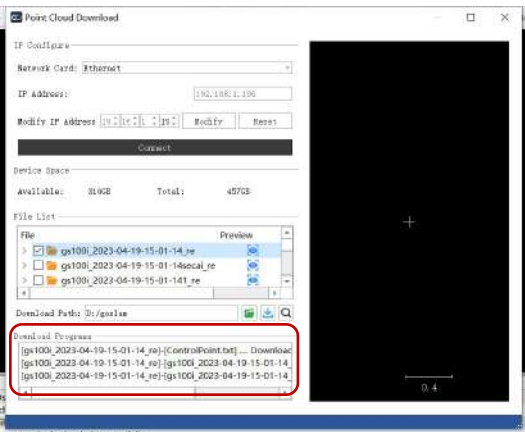 Point Cloud Download
IP Configure
Network Card: Ethernet
IP Address: 192.168.1.196
Modify IP Address Modify Reset
Connect
Device Space
Available: 310GB Total: 457GB
File List
File Preview
gs100i_2023-04-19-15-01-14_re
gs100i_2023-04-19-15-01-14secai_re
gs100i_2023-04-19-15-01-141_re
Download Path: D:/goslam
Download Progress
[gs100i_2023-04-19-15-01-14_re]-[ControlPoint.txt] .... Downloac
[gs100i_2023-04-19-15-01-14_re]-[gs100i_2023-04-19-15-01-14_
[gs100i_2023-04-19-15-01-14_re]-[gs100i_2023-04-19-15-01-14_
0.4